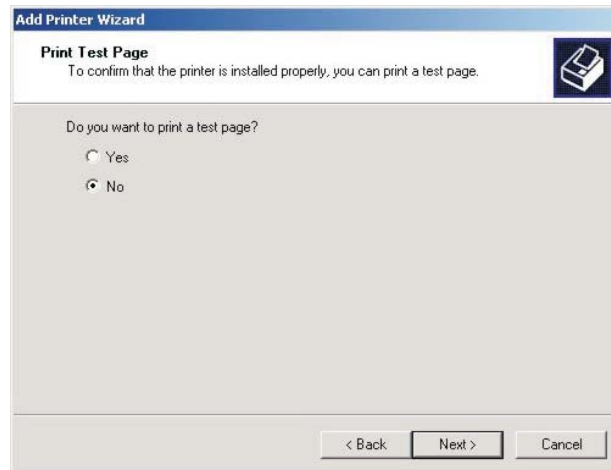 Add Printer Wizard
Print Test Page
To confirm that the printer is installed properly, you can print a test page.
Do you want to print a test page?
Yes
No
< Back Next > Cancel